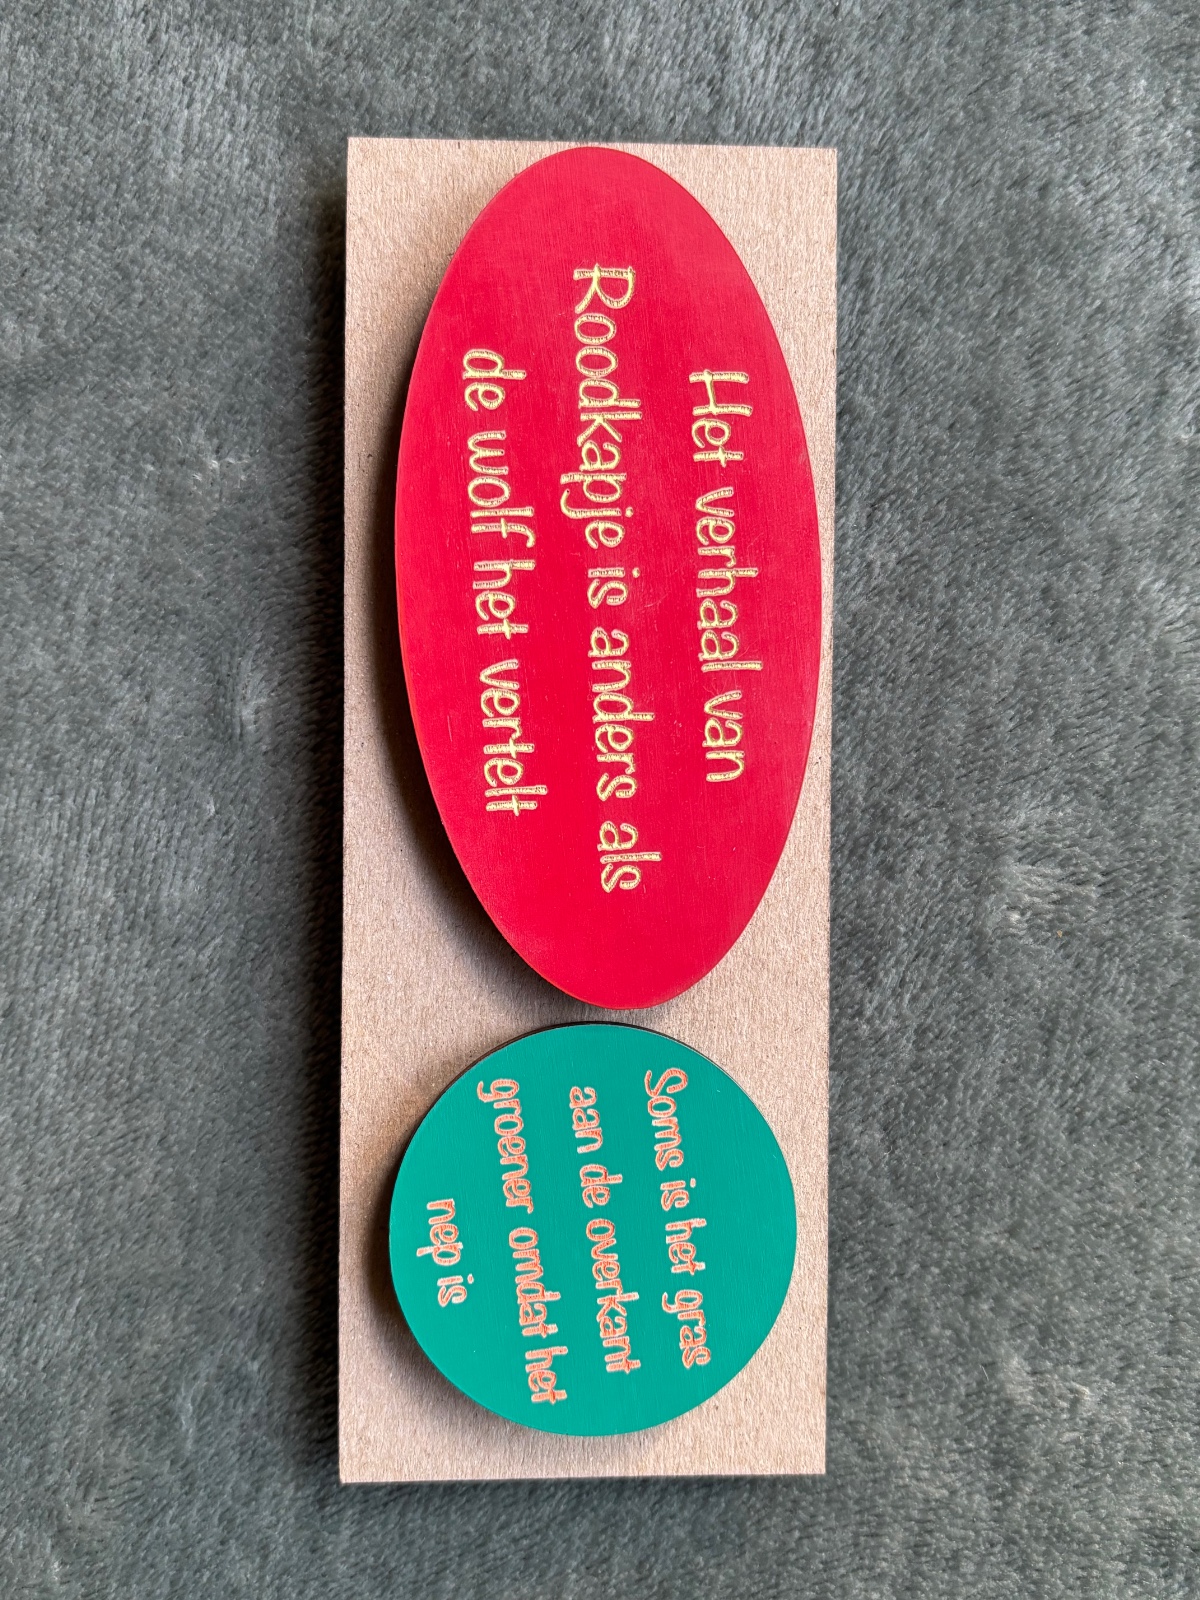 Het verhaal van
Roodkapje is anders als
de wolf het vertelt
Soms is het gras
aan de overkant
groener omdat het
nep is